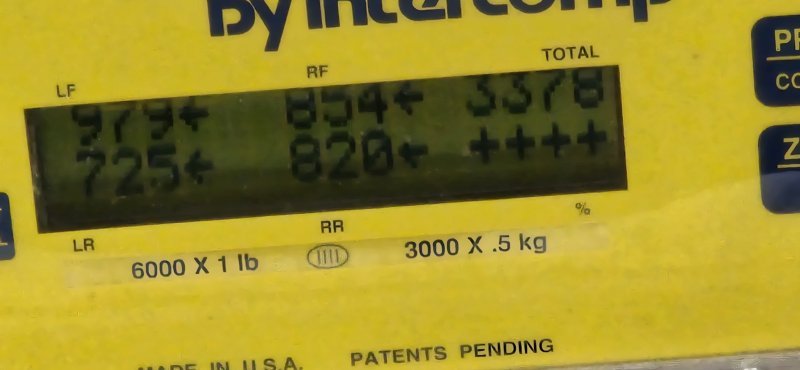 by Intercomp
LF RF TOTAL
979← 854← 3378
725← 820← ++++
LR RR %
6000 X 1 lb 3000 X .5 kg
MADE IN U.S.A. PATENTS PENDING